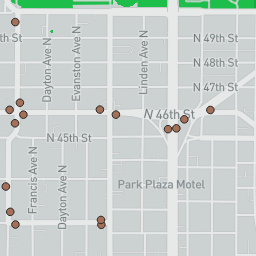 th St
Dayton Ave N
Evanston Ave N
Linden Ave N
N 49th St
N 48th St
N 47th St
N 46th St
N 45th St
Francis Ave N
Dayton Ave N
Park Plaza Motel